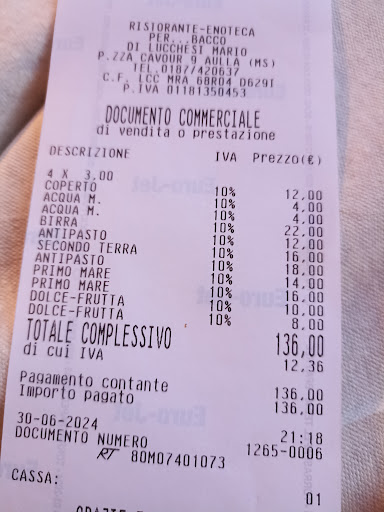 RISTORANTE-ENOTECA
PER...BACCO
DI LUCCHESI MARIO
P.ZZA CAVOUR 9 AULLA (MS)
TEL.01877420637
C.F. LCC MRA 68R04 D629I
P.IVA 01181350453
DOCUMENTO COMMERCIALE
di vendita o prestazione
DESCRIZIONE IVA Prezzo(€)
4 X 3.00
COPERTO 10% 12.00
ACQUA M. 10% 4.00
ACQUA M. 10% 4.00
BIRRA 10% 22.00
ANTIPASTO 10% 12.00
SECONDO TERRA 10% 16.00
ANTIPASTO 10% 18.00
PRIMO MARE 10% 14.00
PRIMO MARE 10% 16.00
DOLCE-FRUTTA 10% 10.00
DOLCE-FRUTTA 10% 8.00
TOTALE COMPLESSIVO 136,00
di cui IVA 12.36
Pagamento contante 136.00
Importo pagato 136.00
30-06-2024 21:18
DOCUMENTO NUMERO 1265-0006
RT 80M07401073
CASSA: 01